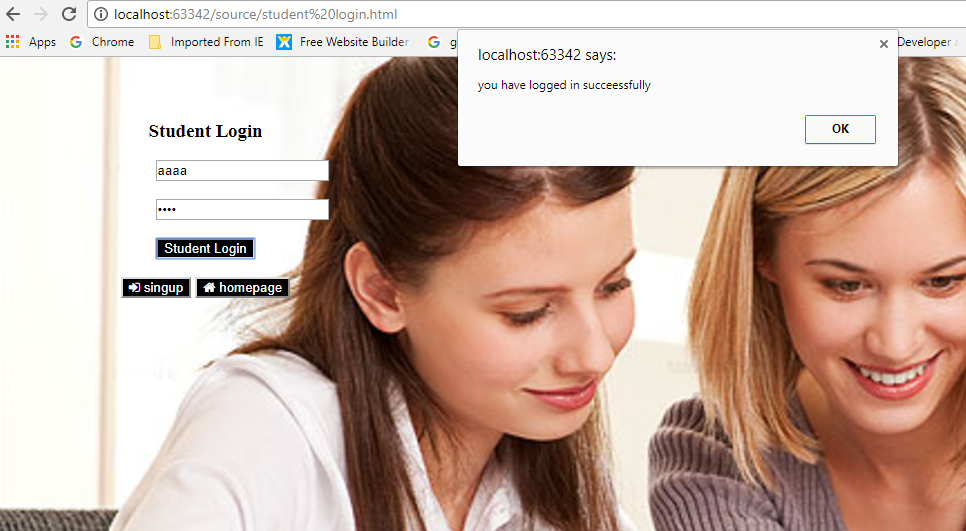 localhost:63342/source/student%20login.html
Apps Chrome Imported From IE Free Website Builder g Developer a
localhost:63342 says:
you have logged in succeessfully
OK
Student Login
aaaa
••••
Student Login
singup homepage